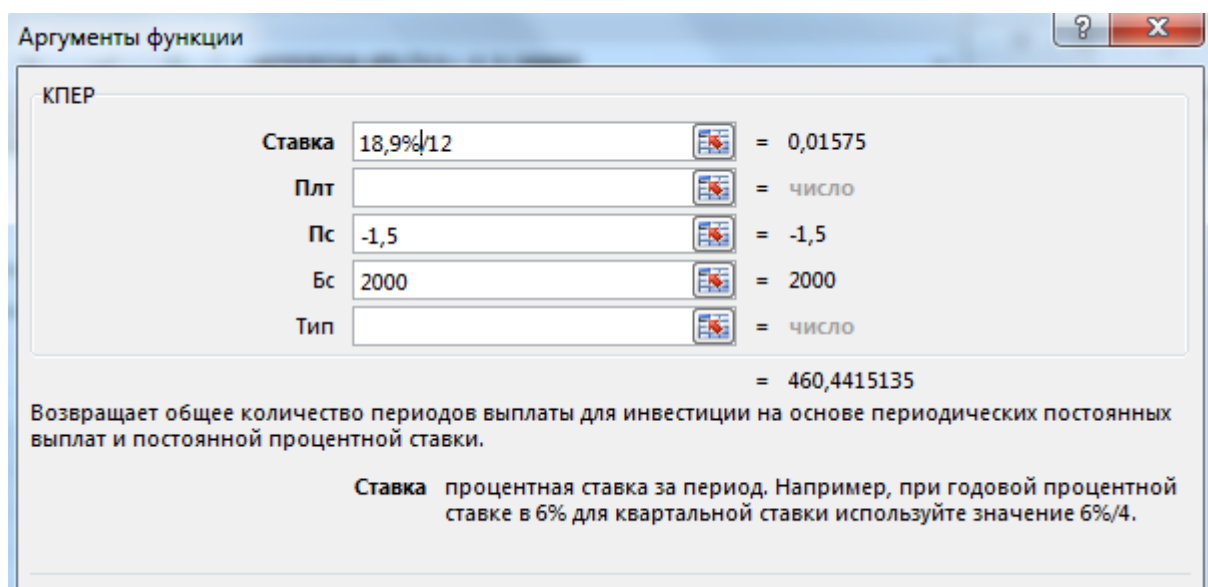 Аргументы функции
?
X
КПЕР
Ставка 18,9%/12 = 0,01575
Плт = число
Пс -1,5 = -1,5
Бс 2000 = 2000
Тип = число
= 460,4415135
Возвращает общее количество периодов выплаты для инвестиции на основе периодических постоянных
выплат и постоянной процентной ставки.
Ставка процентная ставка за период. Например, при годовой процентной
ставке в 6% для квартальной ставки используйте значение 6%/4.